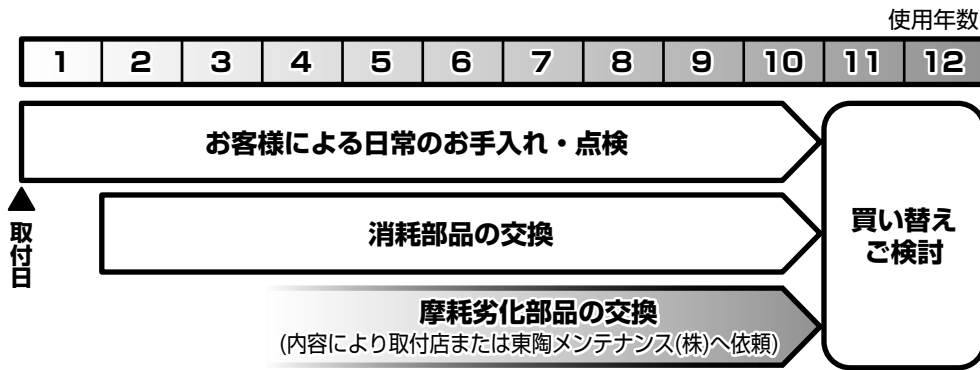 使用年数
1 2 3 4 5 6 7 8 9 10 11 12
お客様による日常のお手入れ・点検
取付日
消耗部品の交換
摩耗劣化部品の交換
(内容により取付店または東陶メンテナンス(株)へ依頼)
買い替え
ご検討